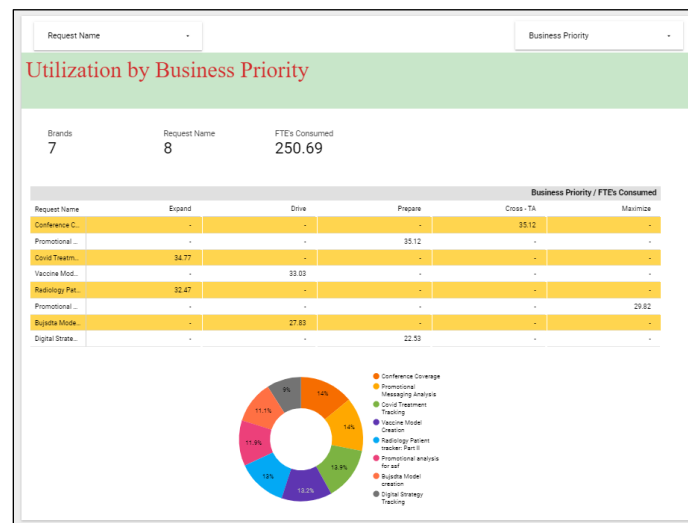 Request Name
Business Priority
Utilization by Business Priority
Brands Request Name FTE's Consumed
7 8 250.69
Business Priority / FTE's Consumed
Request Name Expand Drive Prepare Cross - TA Maximize
Conference C... - - - 35.12 -
Promotional ... - - 35.12 - -
Covid Treatm... 34.77 - - - -
Vaccine Mod... - 33.03 - - -
Radiology Pat... 32.47 - - - -
Promotional ... - - - - 29.82
Bujsdta Mode... - 27.83 - - -
Digital Strate... - - 22.53 - -
9% 14%
11.1%
14%
11.9%
13.9%
13%
13.2%
Conference Coverage
Promotional
Messaging Analysis
Covid Treatment
Tracking
Vaccine Model
Creation
Radiology Patient
tracker: Part II
Promotional analysis
for asf
Bujsdta Model
creation
Digital Strategy
Tracking